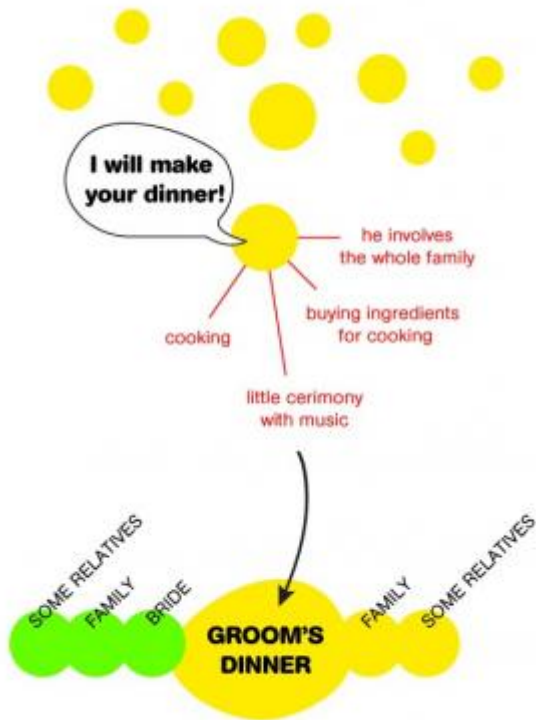 I will make
your dinner!
he involves
the whole family
buying ingredients
for cooking
cooking
little cerimony
with music
SOME RELATIVES
FAMILY
BRIDE
GROOM'S
DINNER
FAMILY
SOME RELATIVES